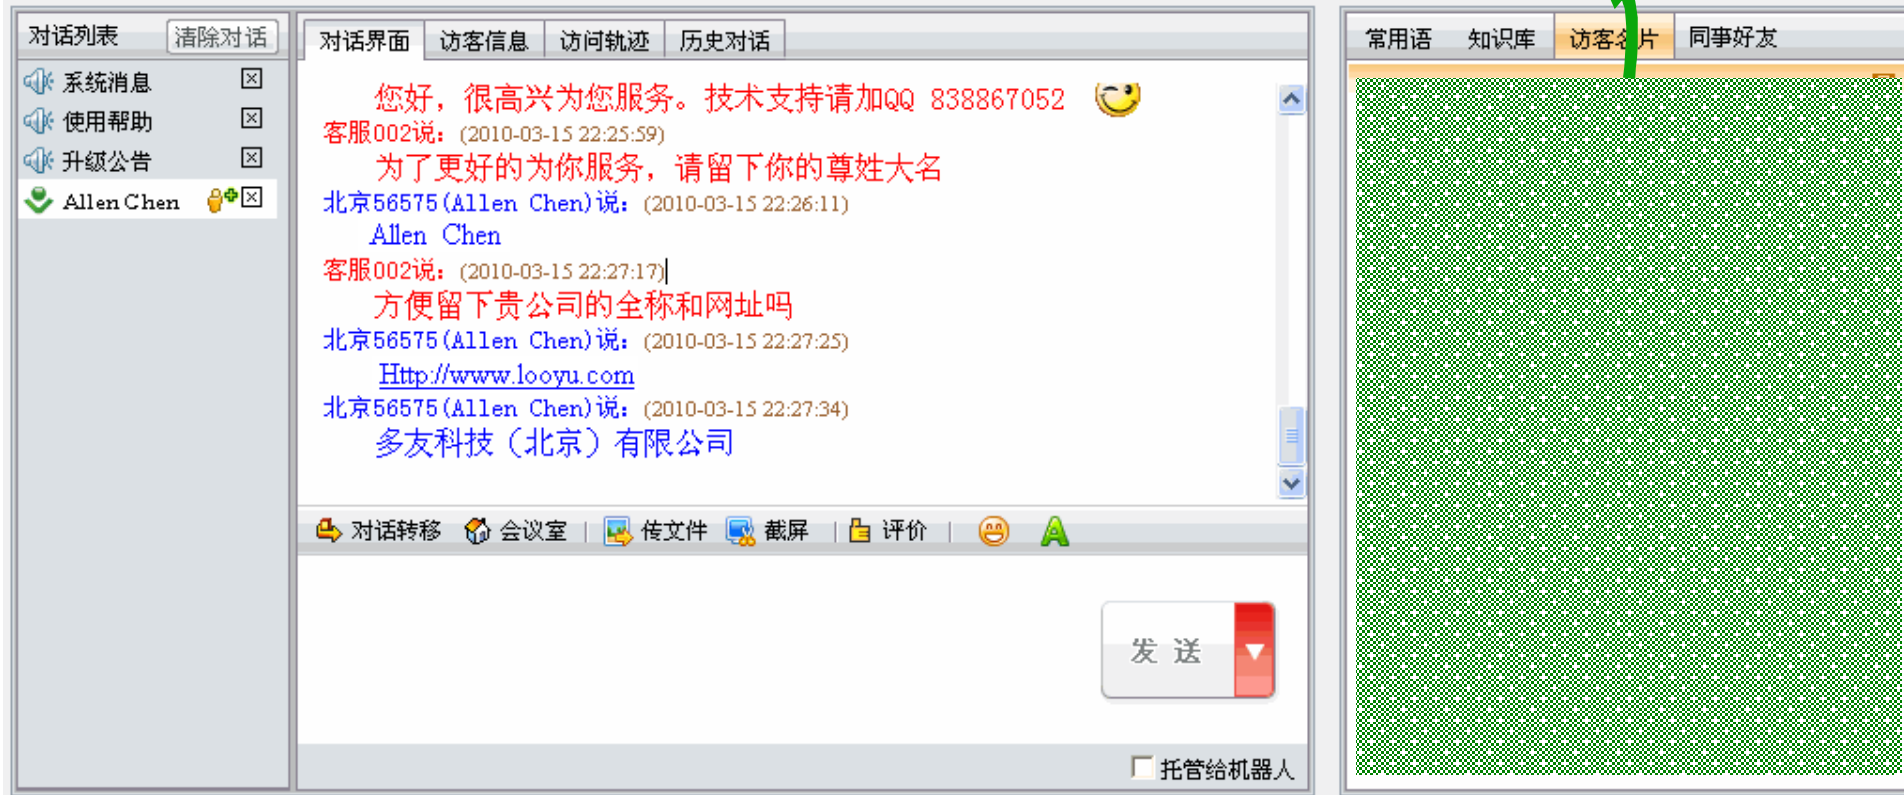 对话列表 清除对话
系统消息
使用帮助
升级公告
Allen Chen
对话界面 访客信息 访问轨迹 历史对话
您好，很高兴为您服务。技术支持请加QQ 838867052
客服002说：(2010-03-15 22:25:59)
为了更好的为你服务，请留下你的尊姓大名
北京56575(Allen Chen)说：(2010-03-15 22:26:11)
Allen Chen
客服002说：(2010-03-15 22:27:17)
方便留下贵公司的全称和网址吗
北京56575(Allen Chen)说：(2010-03-15 22:27:25)
Http://www.looyu.com
北京56575(Allen Chen)说：(2010-03-15 22:27:34)
多友科技（北京）有限公司
对话转移 会议室 传文件 截屏 评价
发 送
托管给机器人
常用语 知识库 访客名片 同事好友